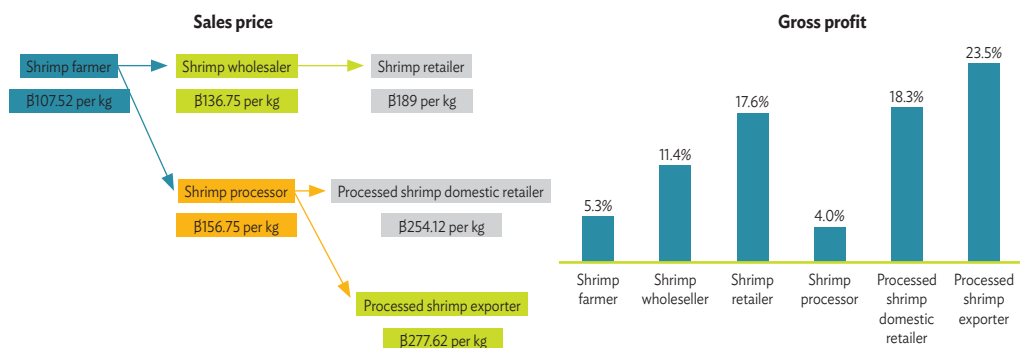 Sales price
Shrimp farmer
Shrimp wholesaler
Shrimp retailer
฿107.52 per kg
฿136.75 per kg
฿189 per kg
Shrimp processor
Processed shrimp domestic retailer
฿156.75 per kg
฿254.12 per kg
Processed shrimp exporter
฿277.62 per kg
Gross profit
5.3%
11.4%
17.6%
4.0%
18.3%
23.5%
Shrimp
farmer
Shrimp
wholeseller
Shrimp
retailer
Shrimp
processor
Processed
shrimp
domestic
retailer
Processed
shrimp
exporter